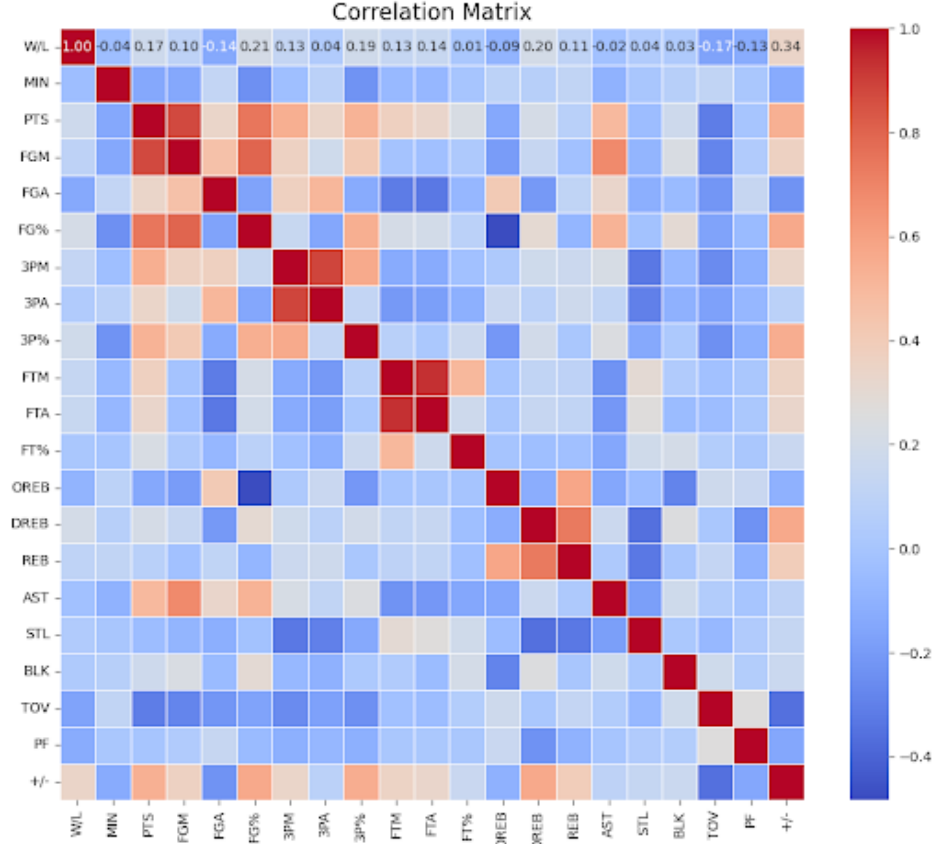 Correlation Matrix
W/L 1.00 -0.04 0.17 0.10 -0.14 0.21 0.13 0.04 0.19 0.13 0.14 0.01 -0.09 0.20 0.11 -0.02 0.04 0.03 -0.17 -0.13 0.34
MIN
PTS
FGM
FGA
FG%
3PM
3PA
3P%
FTM
FTA
FT%
OREB
DREB
REB
AST
STL
BLK
TOV
PF
+/-
W/L MIN PTS FGM FGA FG% 3PM 3PA 3P% FTM FTA FT% OREB DREB REB AST STL BLK TOV PF +/-
1.0
0.8
0.6
0.4
0.2
0.0
−0.2
−0.4